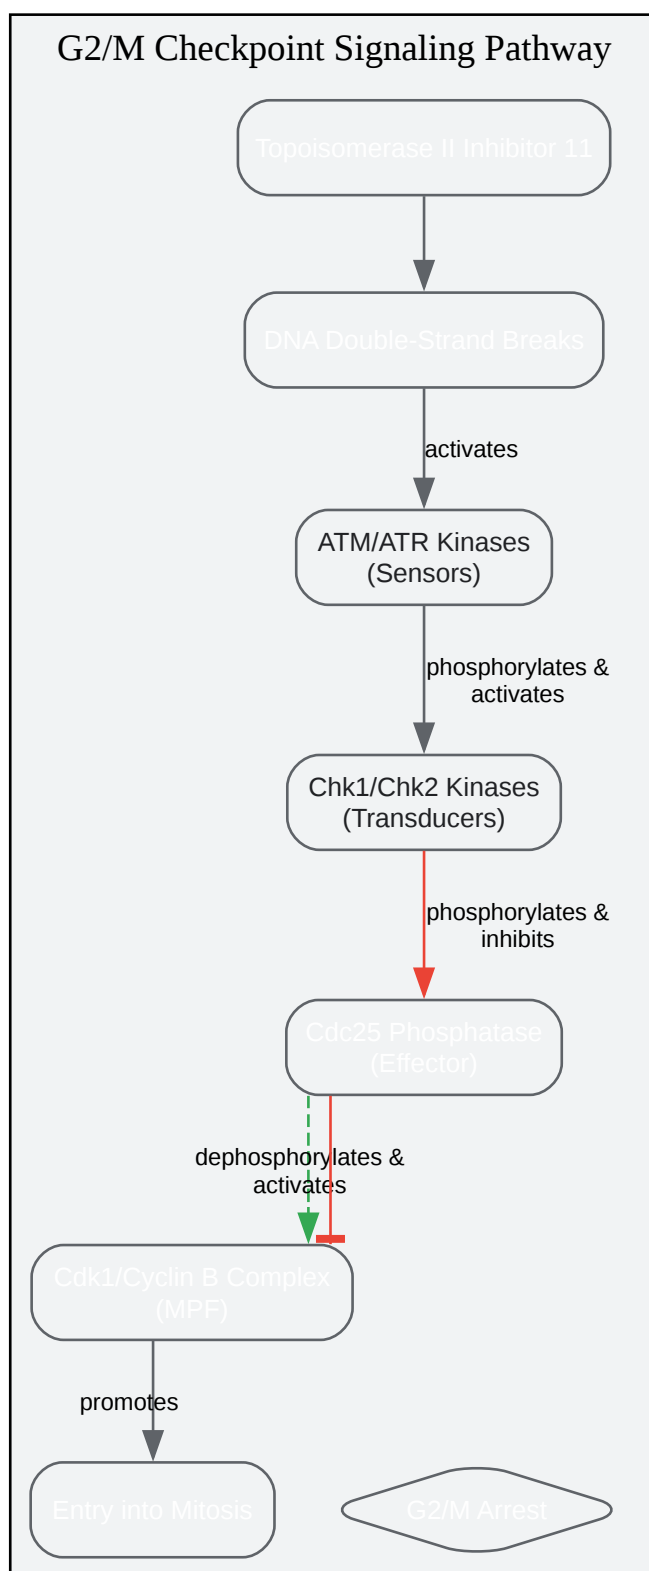 G2/M Checkpoint Signaling Pathway
Topoisomerase II Inhibitor 11
DNA Double-Strand Breaks
activates
ATM/ATR Kinases
(Sensors)
phosphorylates &
activates
Chk1/Chk2 Kinases
(Transducers)
phosphorylates &
inhibits
Cdc25 Phosphatase
(Effector)
dephosphorylates &
activates
Cdk1/Cyclin B Complex
(MPF)
promotes
Entry into Mitosis
G2/M Arrest